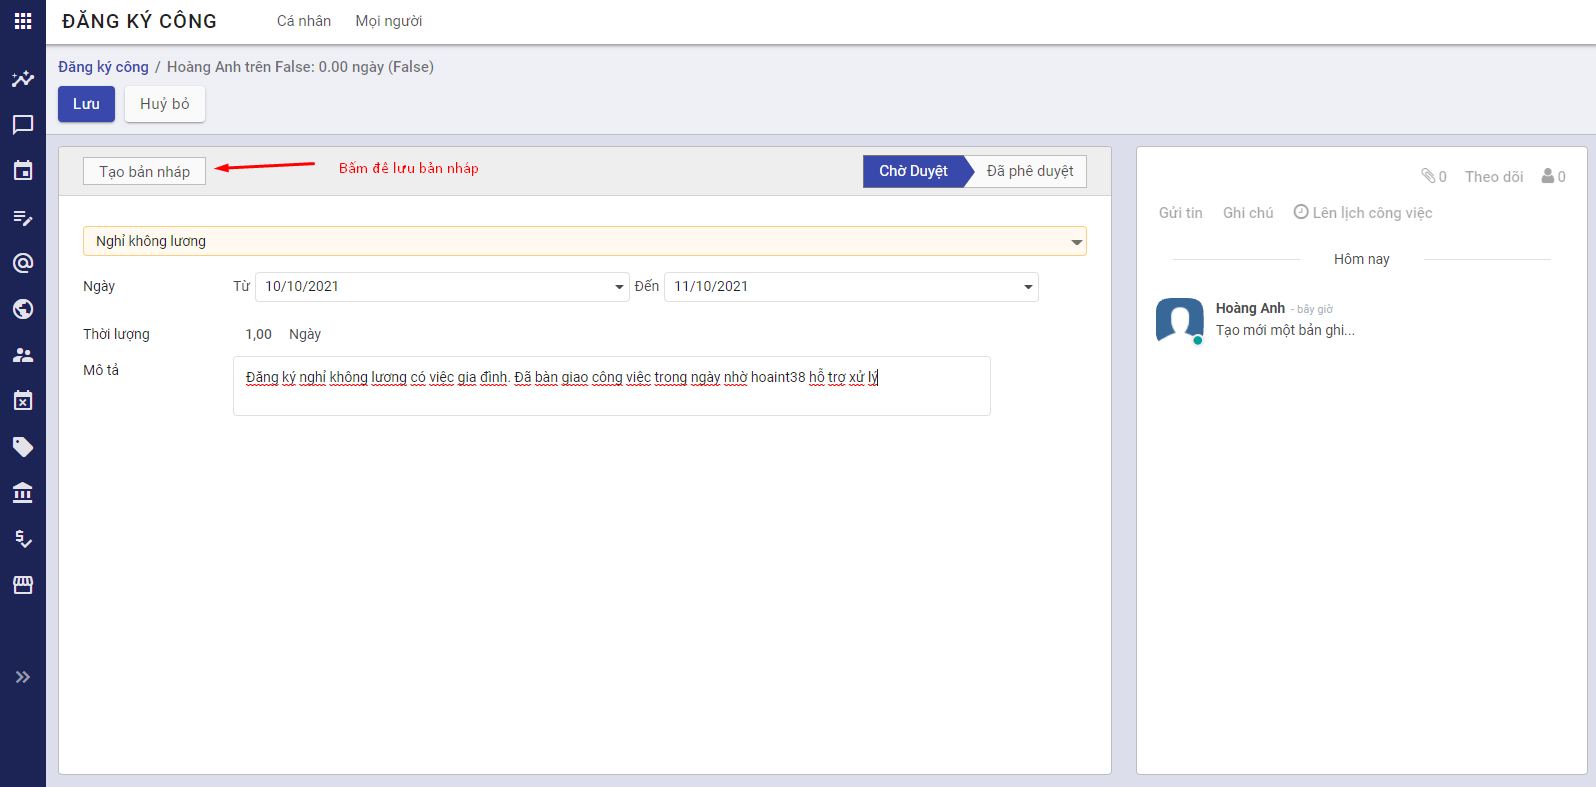 ĐĂNG KÝ CÔNG
Cá nhân
Mọi người
Đăng ký công / Hoàng Anh trên False: 0.00 ngày (False)
Lưu
Huỷ bỏ
Tạo bản nháp
Bấm để lưu bản nháp
Chờ Duyệt
Đã phê duyệt
Nghỉ không lương
Ngày
Từ
10/10/2021
Đến
11/10/2021
Thời lượng
1,00 Ngày
Mô tả
Đăng ký nghỉ không lương có việc gia đình. Đã bàn giao công việc trong ngày nhờ hoaint38 hỗ trợ xử lý
0
Theo dõi
0
Gửi tin
Ghi chú
Lên lịch công việc
Hôm nay
Hoàng Anh - bây giờ
Tạo mới một bản ghi...